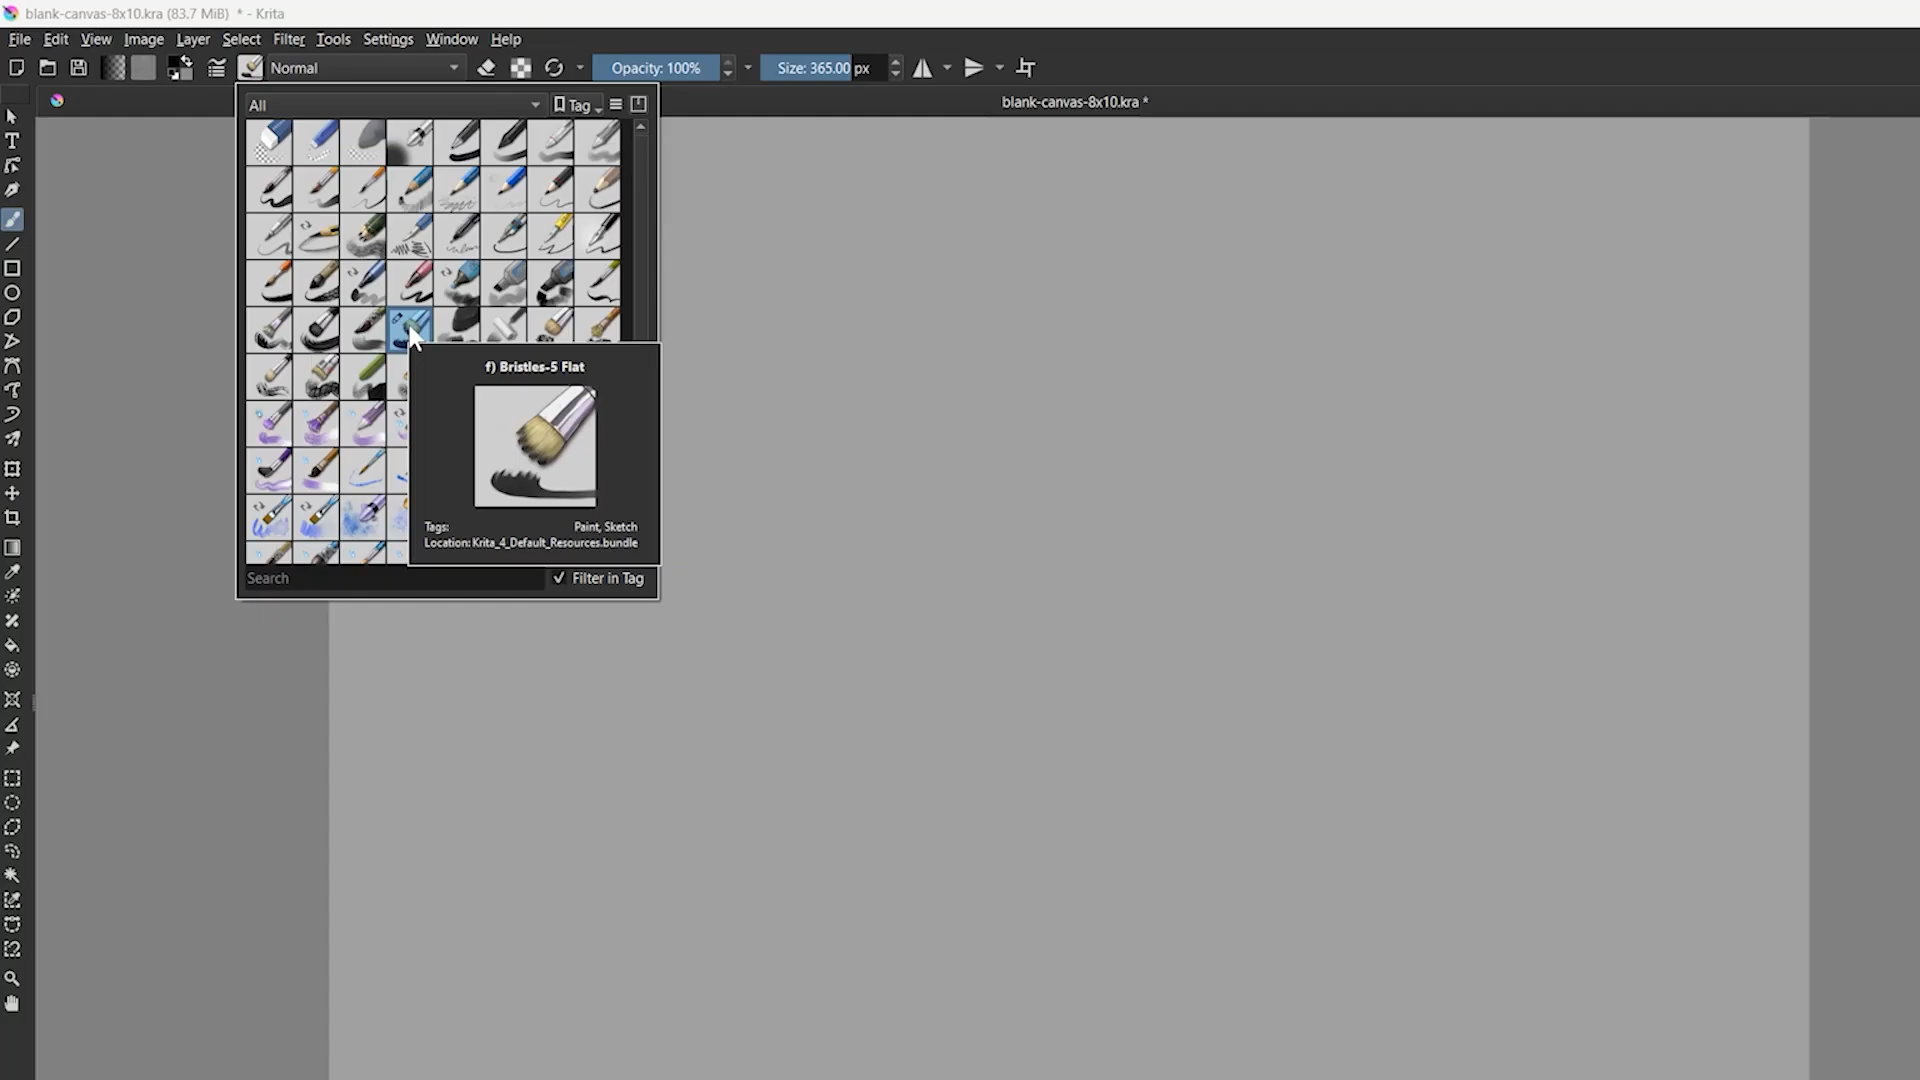 blank-canvas-8x10.kra (83.7 MiB) * - Krita
File Edit View Image Layer Select Filter Tools Settings Window Help
Normal Opacity: 100% Size: 365.00 px
All Tag blank-canvas-8x10.kra *
f) Bristles-5 Flat
Tags: Paint, Sketch
Location: Krita_4_Default_Resources.bundle
Search Filter in Tag